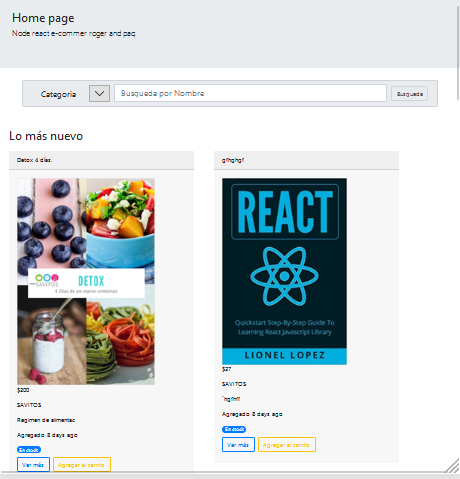 Home page
Node react e-commer roger and paq
Categoria
Busqueda por Nombre
Busqueda
Lo más nuevo
Detox 4 días.
SAVITOS
DETOX
4 Días de un nuevo comienzo
$200
SAVITOS
Regimen de alimentac
Agregado 8 days ago
En stock
Ver más
Agregar al carrito
gfhghgf
REACT
Quickstart Step-By-Step Guide To
Learning React Javascript Library
LIONEL LOPEZ
$27
SAVITOS
Agregado 8 days ago
En stock
Ver más
Agregar al carrito